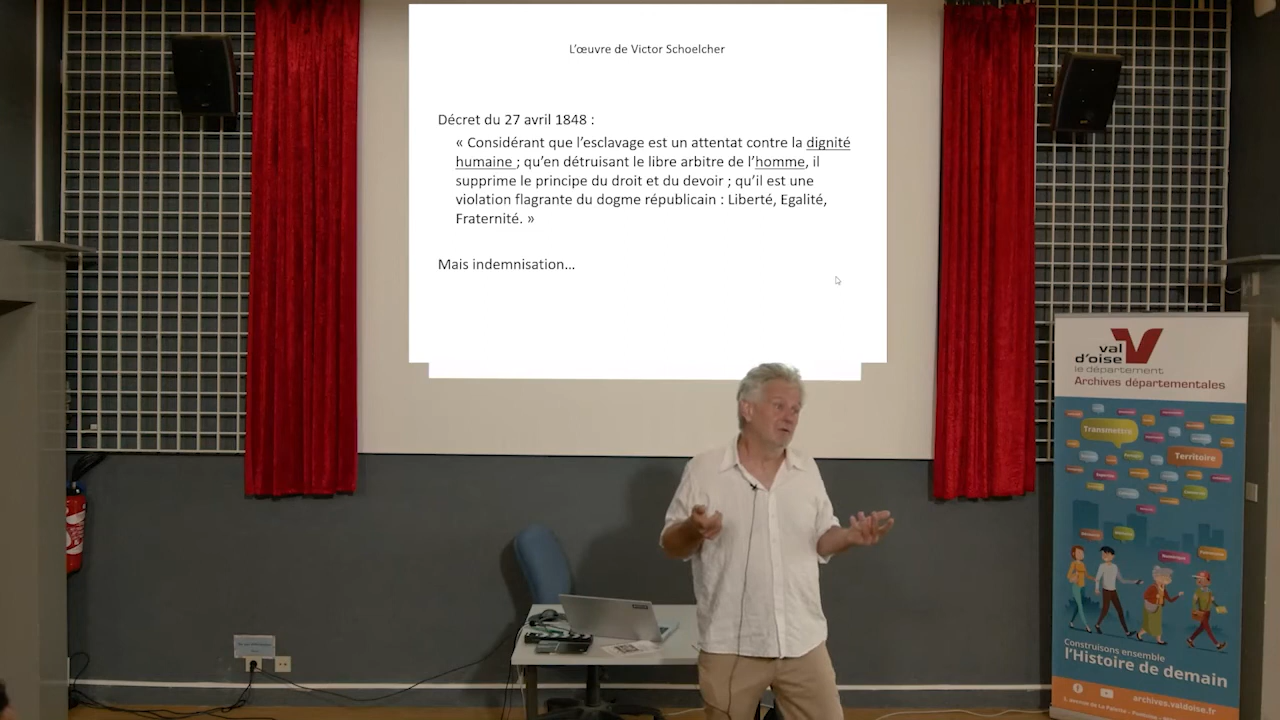 L'œuvre de Victor Schoelcher
Décret du 27 avril 1848 :
« Considérant que l'esclavage est un attentat contre la dignité
humaine ; qu'en détruisant le libre arbitre de l'homme, il
supprime le principe du droit et du devoir ; qu'il est une
violation flagrante du dogme républicain : Liberté, Egalité,
Fraternité. »
Mais indemnisation...
val
d'oise
le département
Archives départementales
Transmettre
Territoire
Construisons ensemble
l'Histoire de demain
archives.valdoise.fr